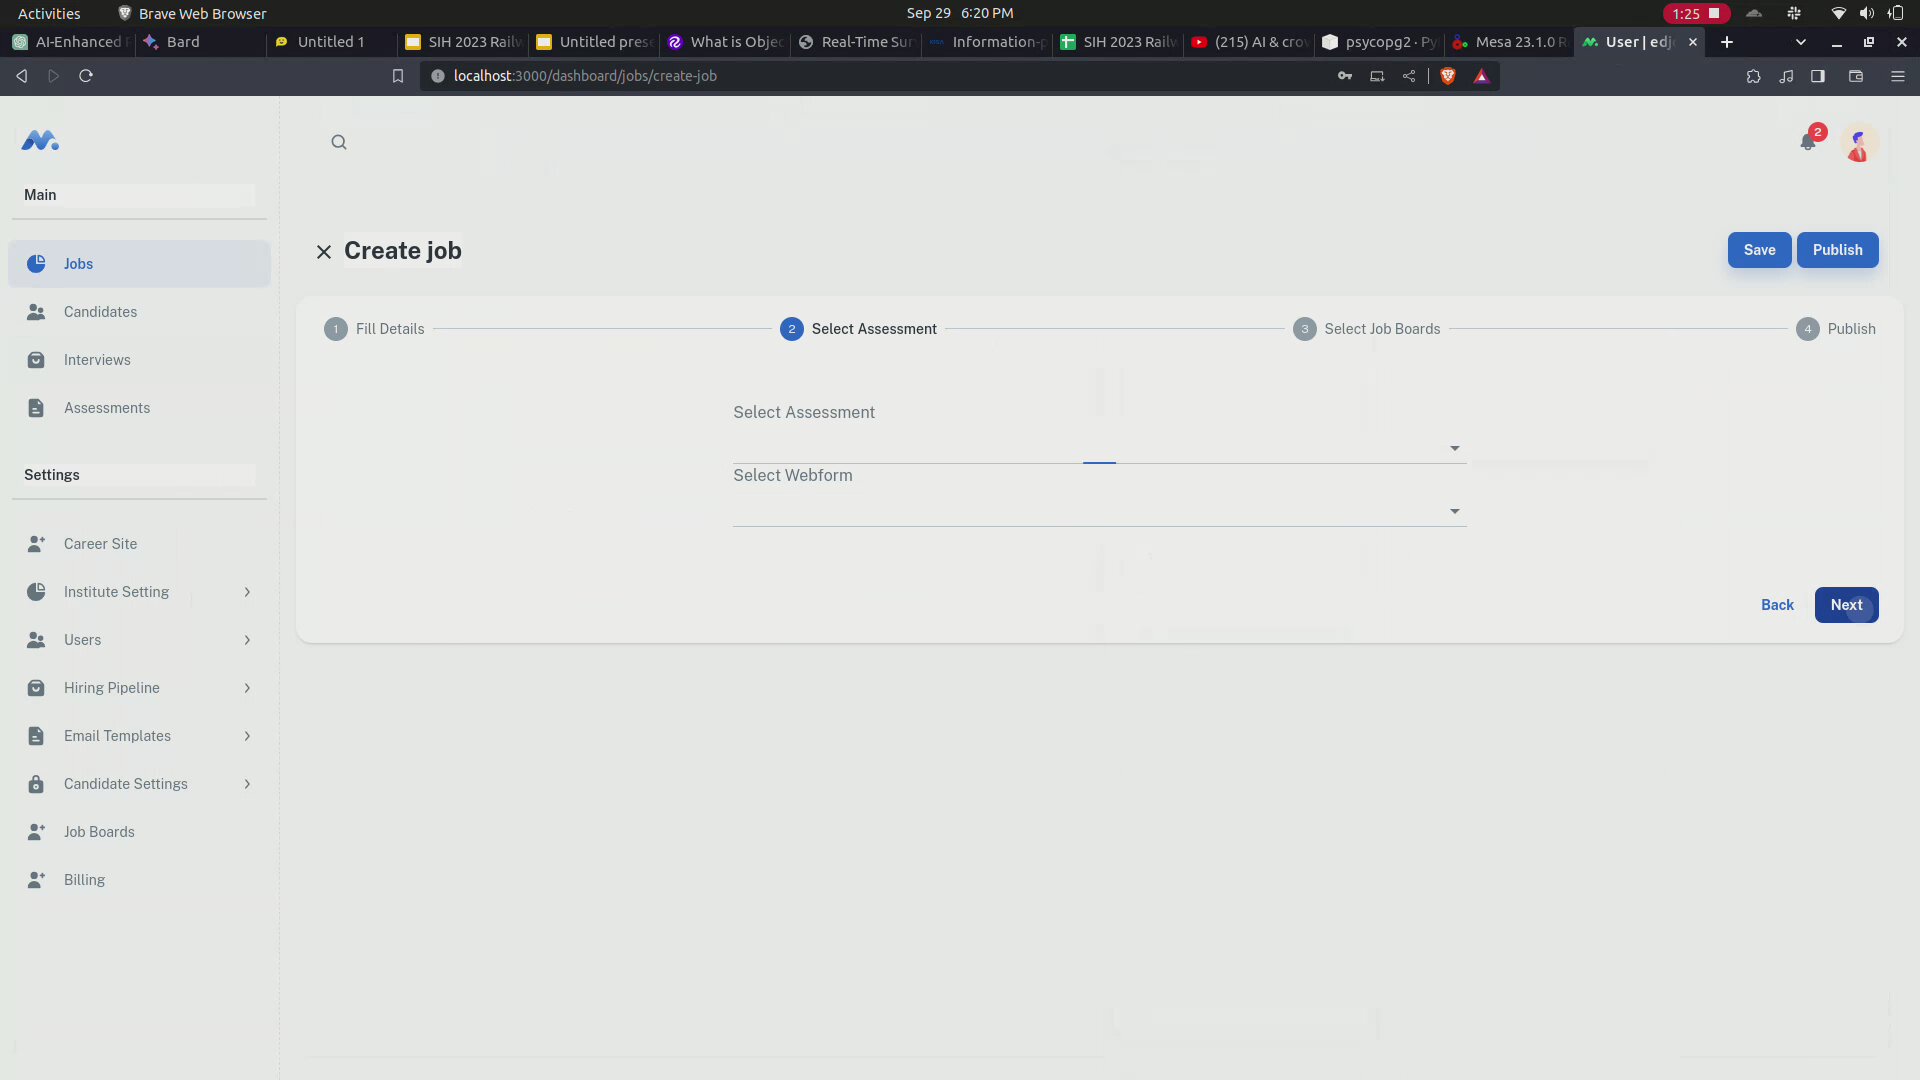 Activities
Brave Web Browser
Sep 29 6:20 PM
1:25
AI-Enhanced
Bard
Untitled 1
SIH 2023 Railw
Untitled prese
What is Objec
Real-Time Sur
Information-p
SIH 2023 Railw
(215) AI & crow
psycopg2 · Py
Mesa 23.1.0 R
User | edj
localhost:3000/dashboard/jobs/create-job
2
Main
Create job
Save
Publish
Jobs
1 Fill Details
2 Select Assessment
3 Select Job Boards
4 Publish
Candidates
Interviews
Assessments
Select Assessment
Select Webform
Settings
Career Site
Institute Setting
Back
Next
Users
Hiring Pipeline
Email Templates
Candidate Settings
Job Boards
Billing